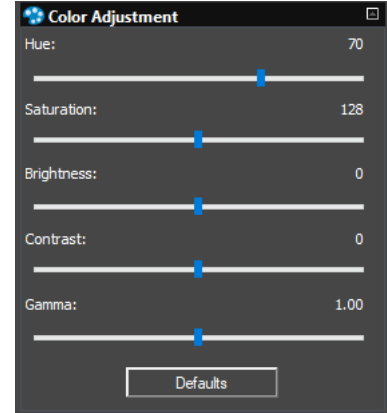 Color Adjustment
Hue: 70
Saturation: 128
Brightness: 0
Contrast: 0
Gamma: 1.00
Defaults